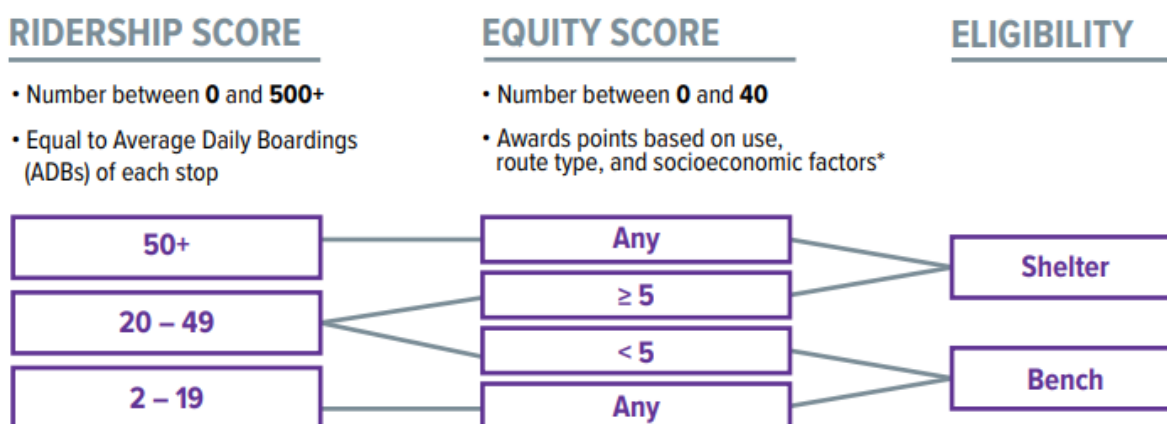 RIDERSHIP SCORE
• Number between 0 and 500+
• Equal to Average Daily Boardings
(ADBs) of each stop
50+
20 – 49
2 – 19
EQUITY SCORE
• Number between 0 and 40
• Awards points based on use,
route type, and socioeconomic factors*
Any
≥ 5
< 5
Any
ELIGIBILITY
Shelter
Bench